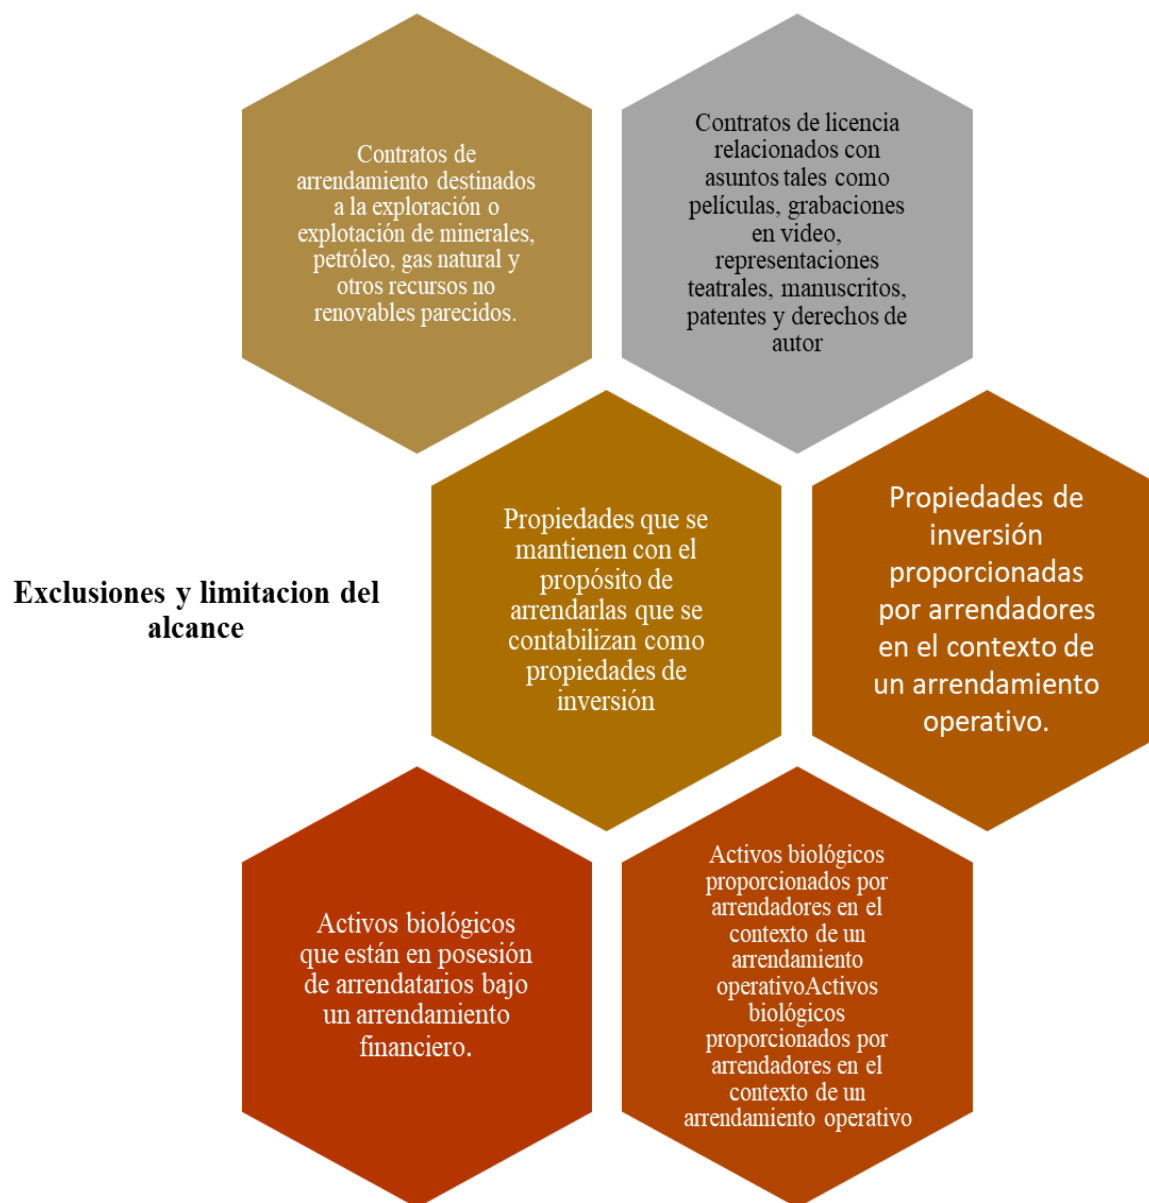 Contratos de
arrendamiento destinados
a la exploración o
explotación de minerales,
petróleo, gas natural y
otros recursos no
renovables parecidos.
Contratos de licencia
relacionados con
asuntos tales como
películas, grabaciones
en video,
representaciones
teatrales, manuscritos,
patentes y derechos de
autor
Exclusiones y limitacion del
alcance
Propiedades que se
mantienen con el
propósito de
arrendarlas que se
contabilizan como
propiedades de
inversión
Propiedades de
inversión
proporcionadas
por arrendadores
en el contexto de
un arrendamiento
operativo.
Activos biológicos
que están en posesión
de arrendatarios bajo
un arrendamiento
financiero.
Activos biológicos
proporcionados por
arrendadores en el
contexto de un
arrendamiento
operativoActivos
biológicos
proporcionados por
arrendadores en el
contexto de un
arrendamiento operativo